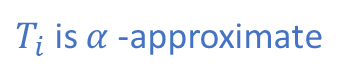 𝑇ᵢ is 𝛼 -approximate